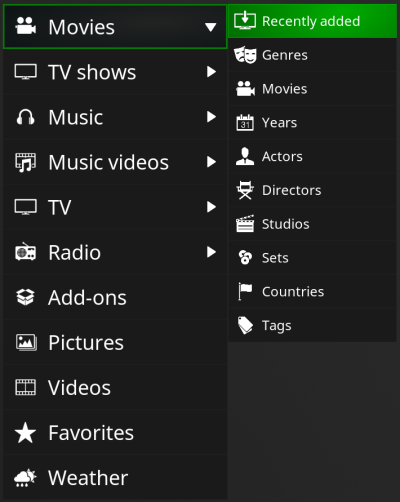 Movies
TV shows
Music
Music videos
TV
Radio
Add-ons
Pictures
Videos
Favorites
Weather
Recently added
Genres
Movies
31
Years
Actors
Directors
Studios
Sets
Countries
Tags